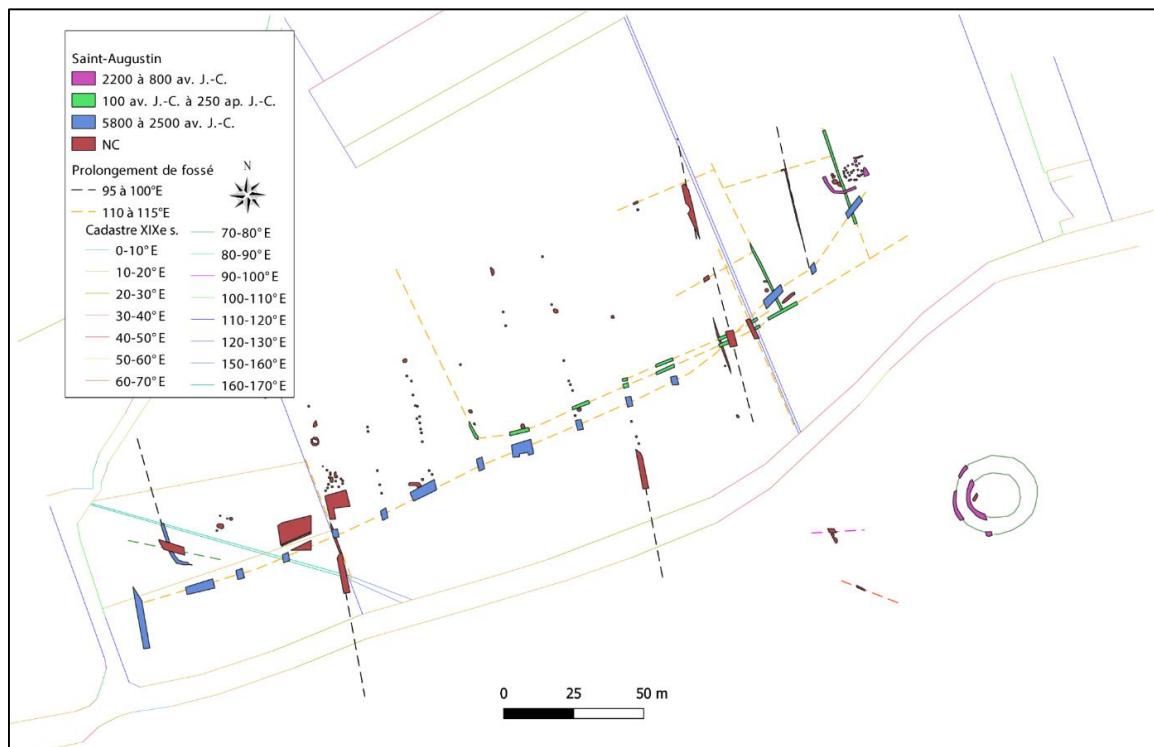 Saint-Augustin
2200 à 800 av. J.-C.
100 av. J.-C. à 250 ap. J.-C.
5800 à 2500 av. J.-C.
NC
Prolongement de fossé
N
95 à 100°E
110 à 115°E
Cadastre XIXe s.
0-10°E
10-20°E
20-30°E
30-40°E
40-50°E
50-60°E
60-70°E
70-80°E
80-90°E
90-100°E
100-110°E
110-120°E
120-130°E
150-160°E
160-170°E
0 25 50 m